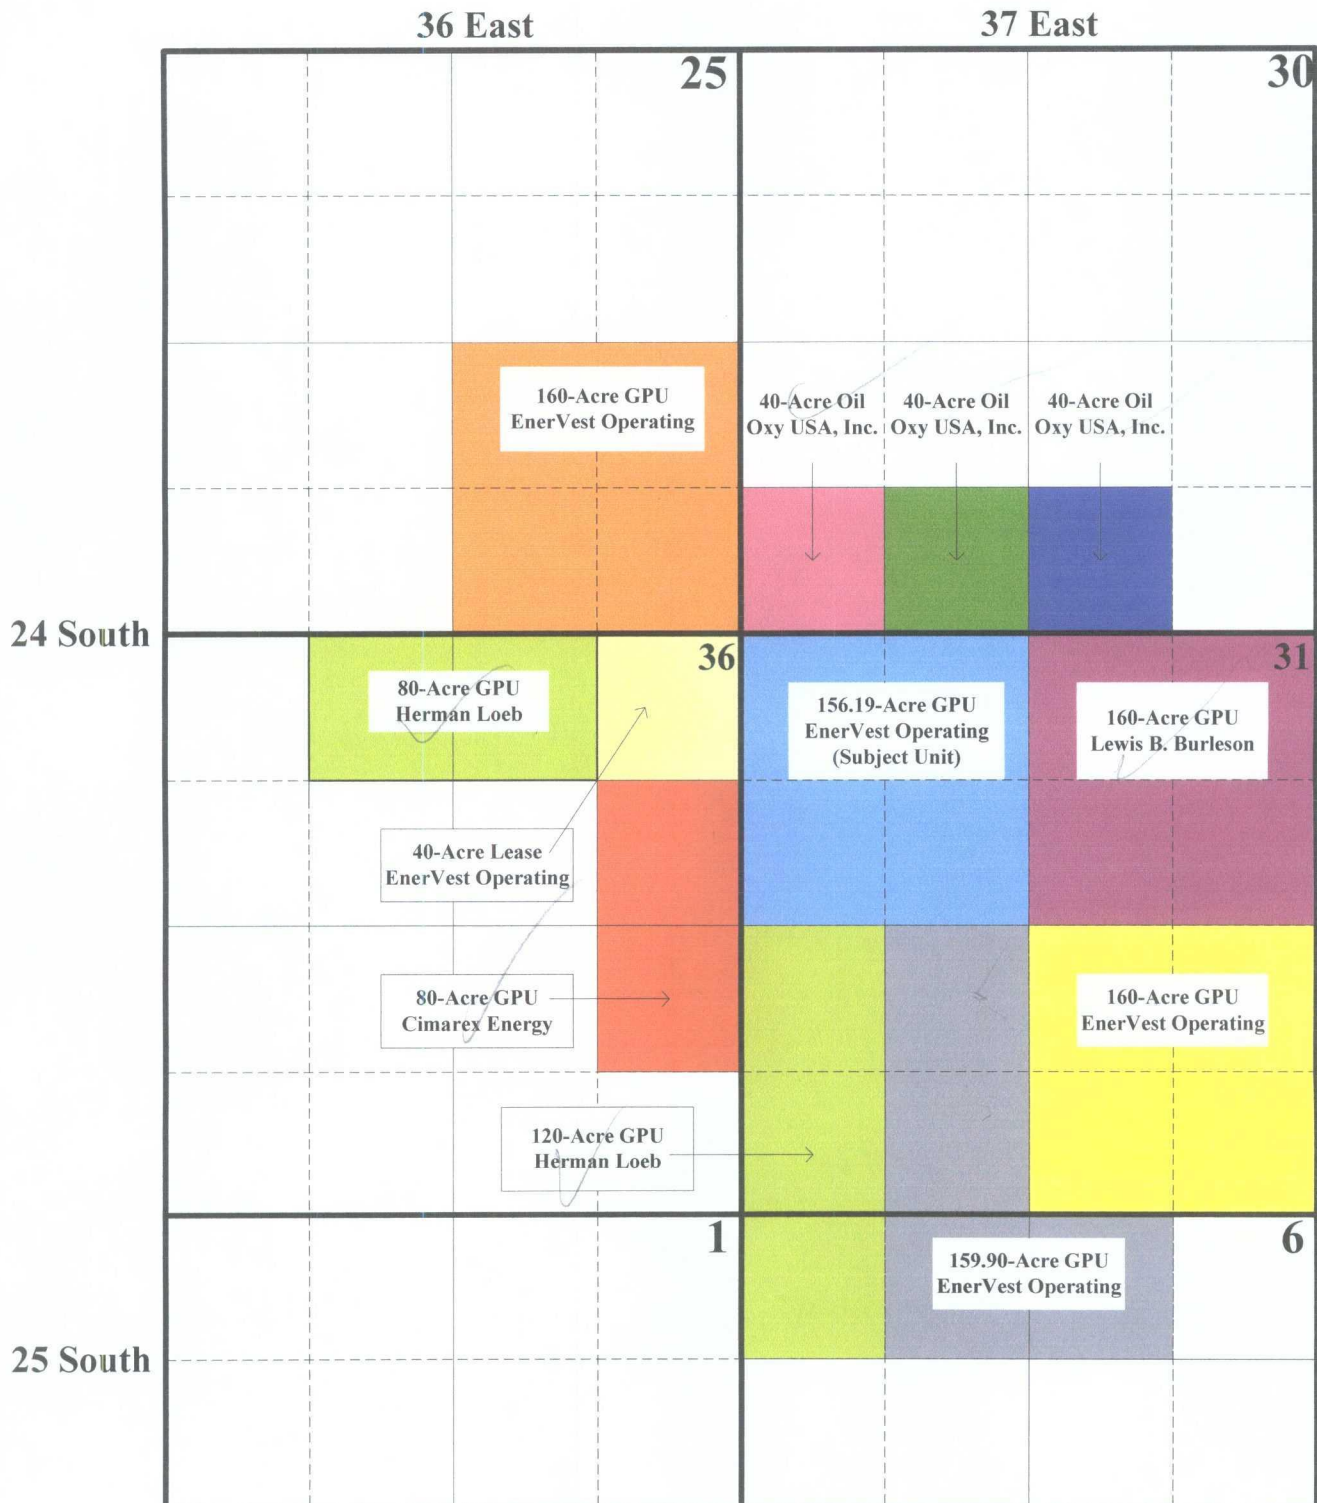 36 East
37 East
25
30
160-Acre GPU
EnerVest Operating
40-Acre Oil
Oxy USA, Inc.
40-Acre Oil
Oxy USA, Inc.
40-Acre Oil
Oxy USA, Inc.
24 South
36
31
80-Acre GPU
Herman Loeb
156.19-Acre GPU
EnerVest Operating
(Subject Unit)
160-Acre GPU
Lewis B. Burleson
40-Acre Lease
EnerVest Operating
80-Acre GPU
Cimarex Energy
160-Acre GPU
EnerVest Operating
120-Acre GPU
Herman Loeb
1
6
159.90-Acre GPU
EnerVest Operating
25 South